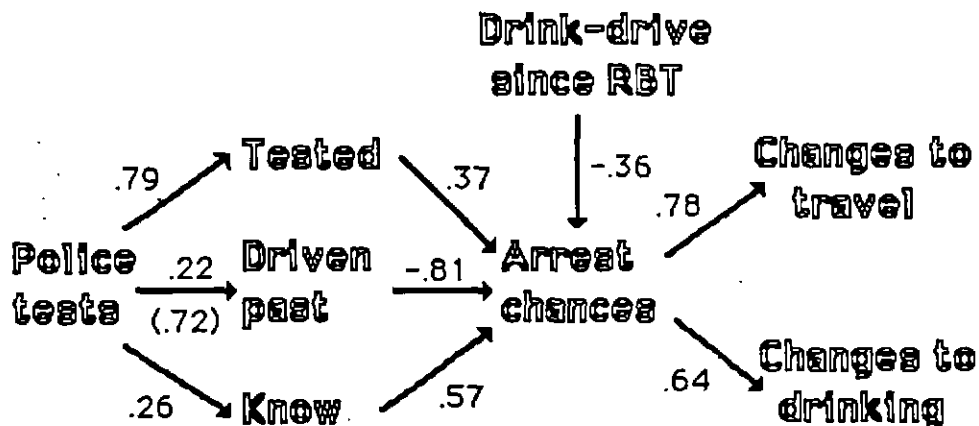 Drink-drive
since RBT
Tested
Changes to
travel
.79
.37
-.36
.78
Police
tests
.22
(.72)
Driven
past
-.81
Arrest
chances
.26
Know
.57
.64
Changes to
drinking